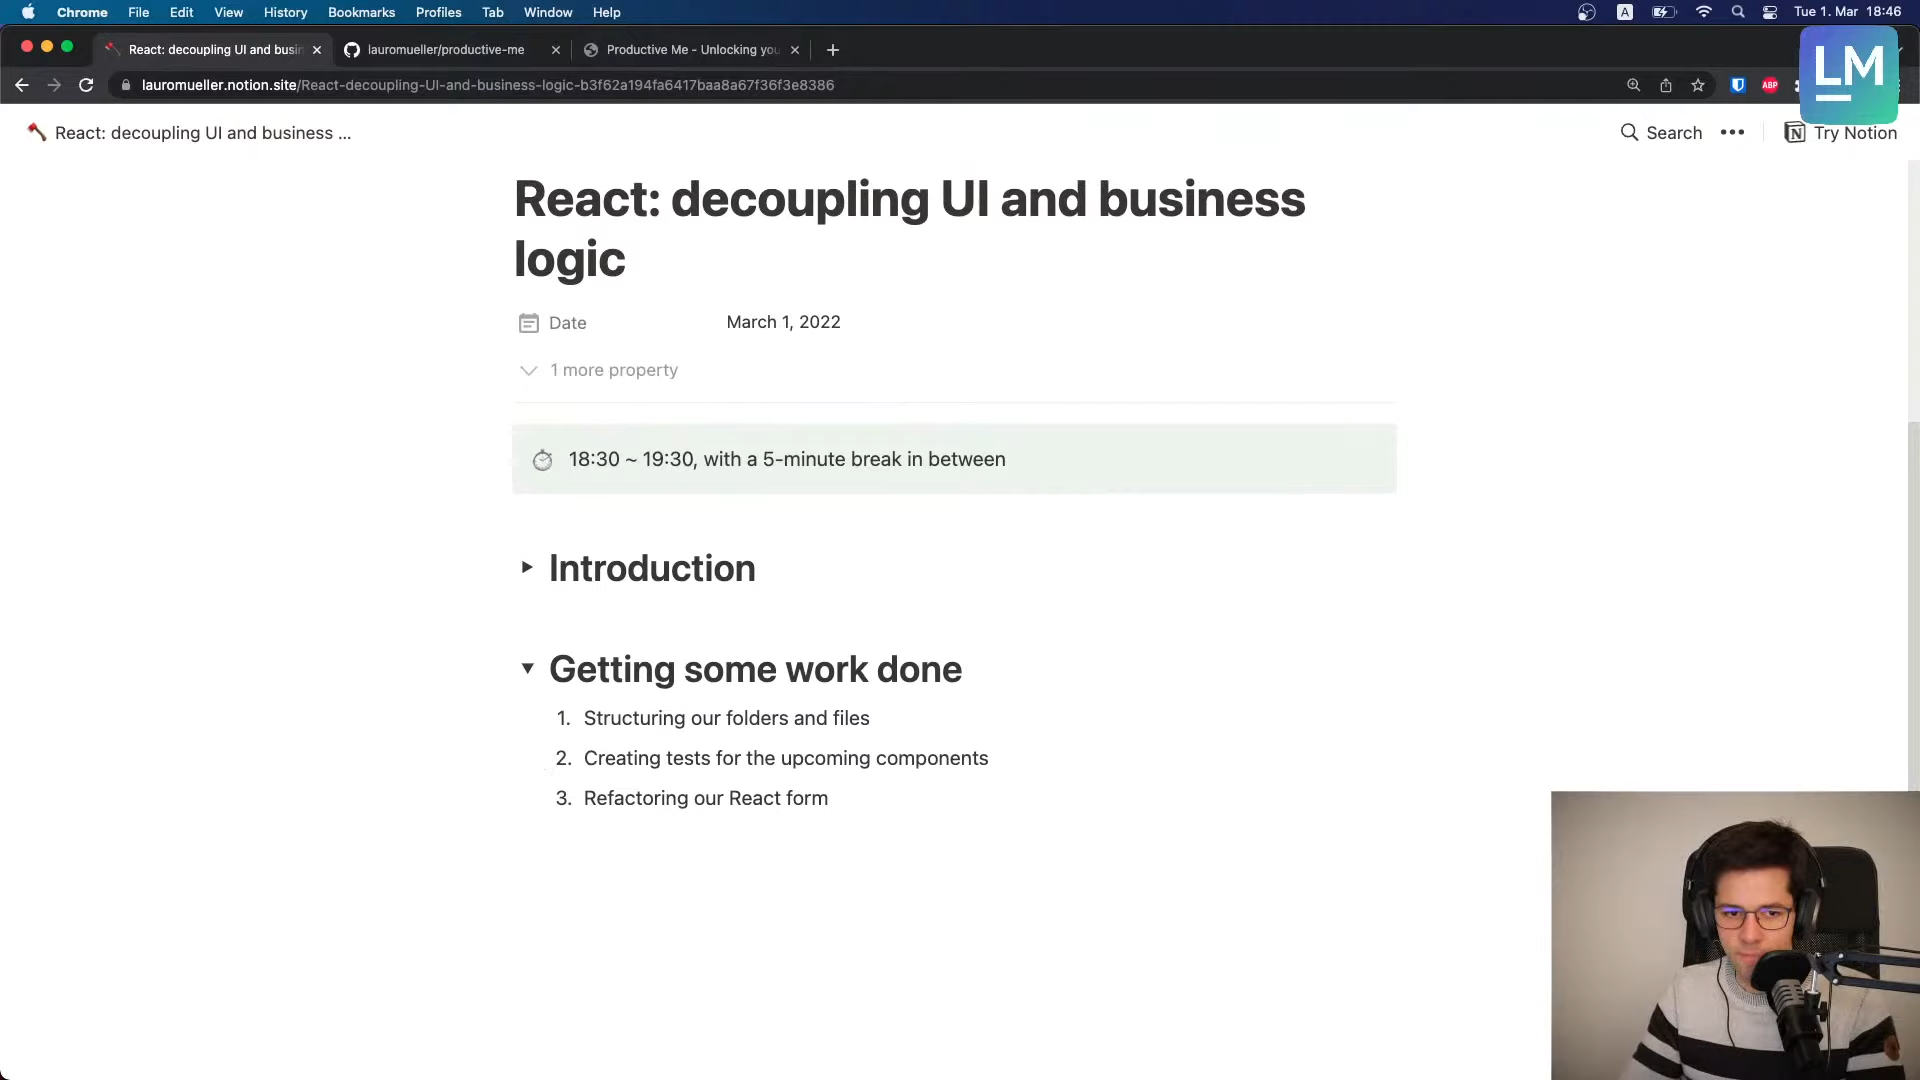 Chrome File Edit View History Bookmarks Profiles Tab Window Help A Tue 1. Mar 18:46
React: decoupling UI and busin lauromueller/productive-me Productive Me - Unlocking you
lauromueller.notion.site/React-decoupling-UI-and-business-logic-b3f62a194fa6417baa8a67f36f3e8386 ABP
LM
React: decoupling UI and business ... Search Try Notion
React: decoupling UI and business
logic
Date March 1, 2022
1 more property
18:30 ~ 19:30, with a 5-minute break in between
Introduction
Getting some work done
1. Structuring our folders and files
2. Creating tests for the upcoming components
3. Refactoring our React form